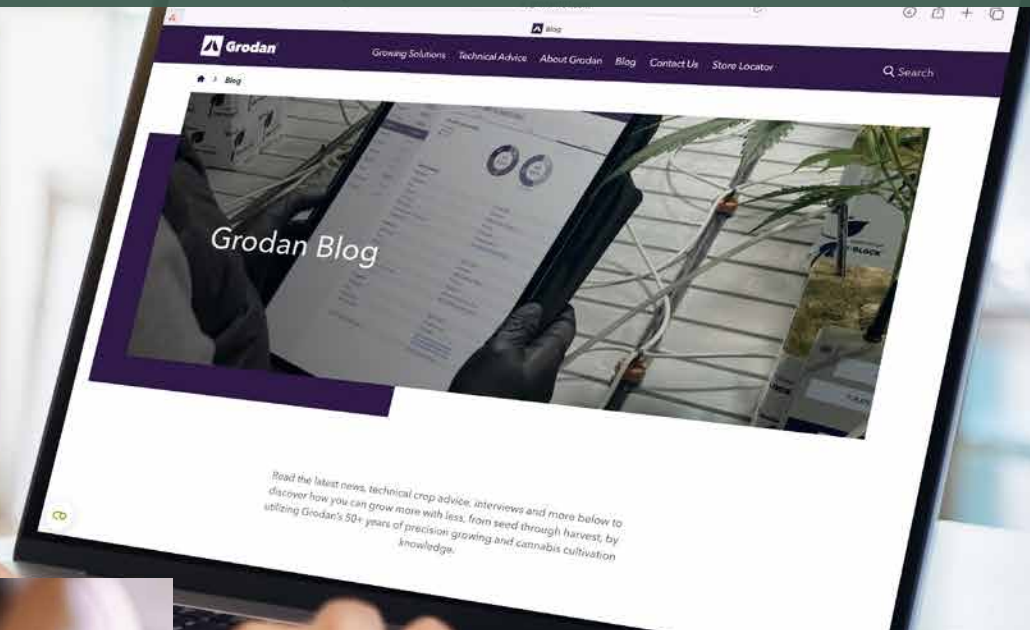 Blog
Grodan
Growing Solutions Technical Advice About Grodan Blog Contact Us Store Locator
Search
> Blog
Grodan Blog
BLOCK
Read the latest news, technical crop advice, interviews and more below to
discover how you can grow more with less, from seed through harvest, by
utilizing Grodan's 50+ years of precision growing and cannabis cultivation
knowledge.